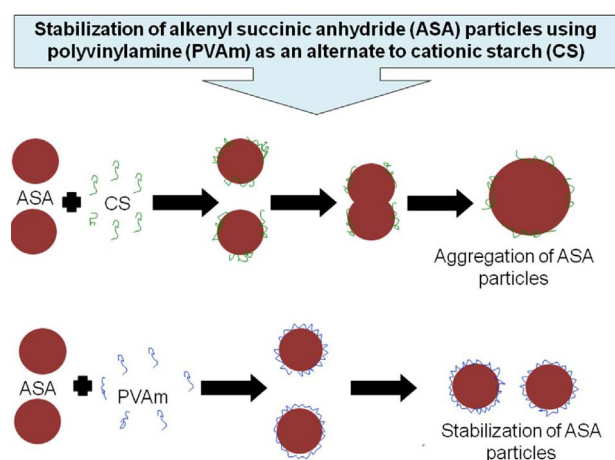 Stabilization of alkenyl succinic anhydride (ASA) particles using
polyvinylamine (PVAm) as an alternate to cationic starch (CS)
ASA
CS
Aggregation of ASA
particles
ASA
PVAm
Stabilization of ASA
particles